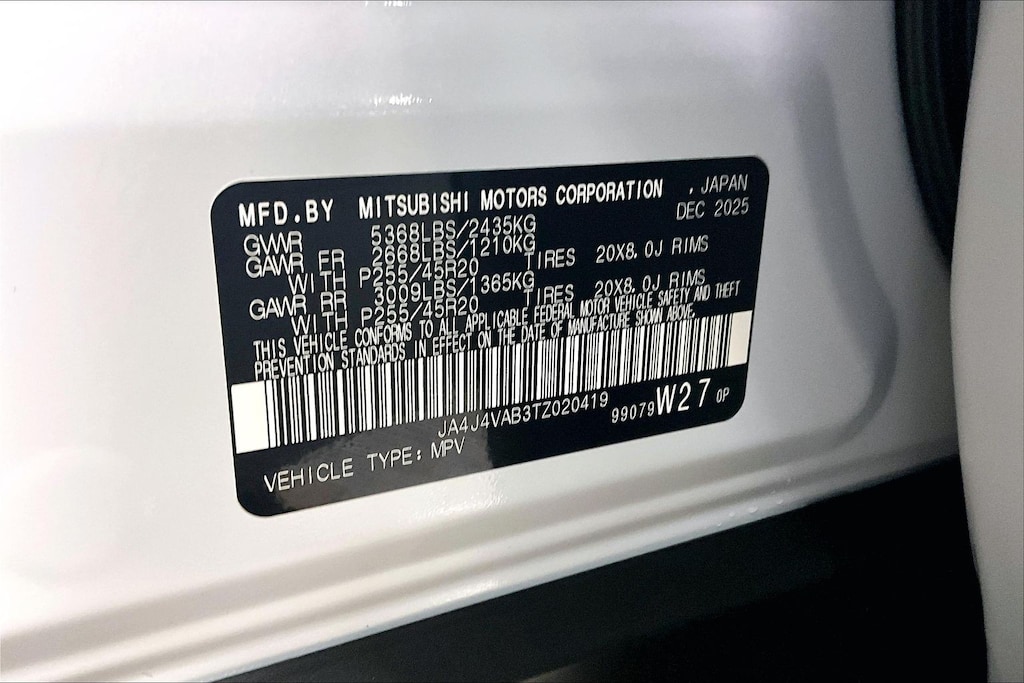 MFD.BY MITSUBISHI MOTORS CORPORATION . JAPAN
DEC 2025
GVWR 5368LBS/2435KG
GAWR FR 2668LBS/1210KG
WITH P255/45R20 TIRES 20X8.0J RIMS
GAWR RR 3009LBS/1365KG
WITH P255/45R20 TIRES 20X8.0J RIMS
THIS VEHICLE CONFORMS TO ALL APPLICABLE FEDERAL MOTOR VEHICLE SAFETY AND THEFT
PREVENTION STANDARDS IN EFFECT ON THE DATE OF MANUFACTURE SHOWN ABOVE.
JA4J4VAB3TZ020419 99079 W27 0P
VEHICLE TYPE: MPV